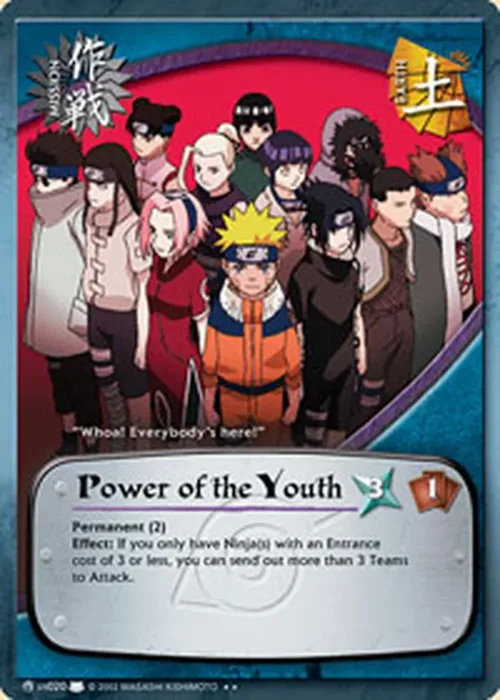 作戦
MISSION
土
EARTH
"Whoa! Everybody's here!"
Power of the Youth
3
1
Permanent (2)
Effect: If you only have Ninja(s) with an Entrance
cost of 3 or less, you can send out more than 3 Teams
to Attack.
020
© 2002 MASASHI KISHIMOTO